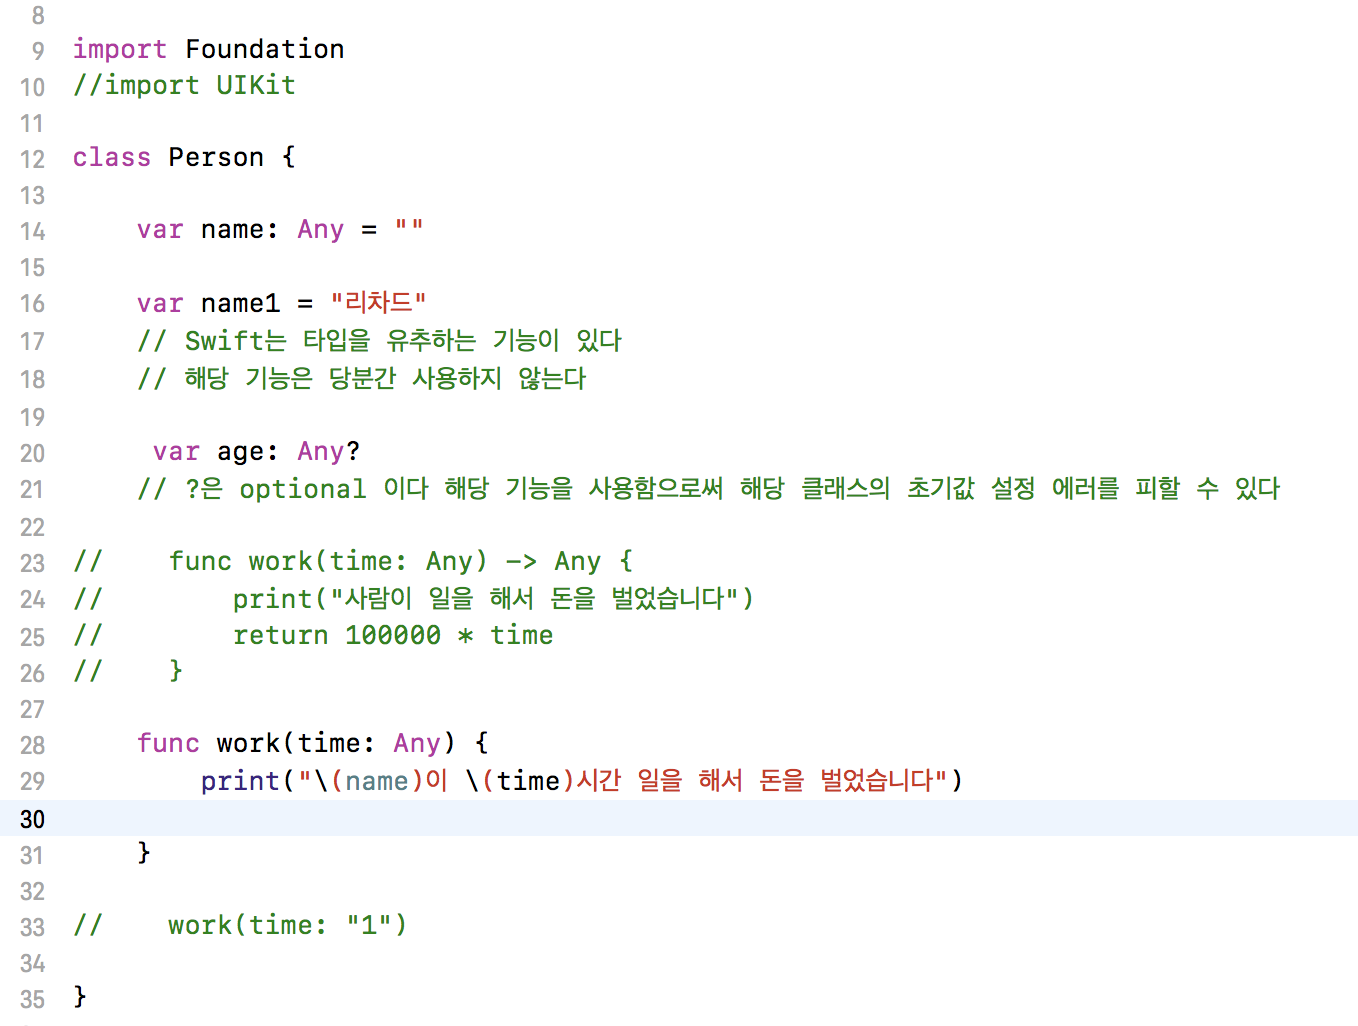 8
9 import Foundation
10 //import UIKit
11
12 class Person {
13
14     var name: Any = ""
15
16     var name1 = "리차드"
17     // Swift는 타입을 유추하는 기능이 있다
18     // 해당 기능은 당분간 사용하지 않는다
19
20      var age: Any?
21     // ?은 optional 이다 해당 기능을 사용함으로써 해당 클래스의 초기값 설정 에러를 피할 수 있다
22
23 //    func work(time: Any) -> Any {
24 //        print("사람이 일을 해서 돈을 벌었습니다")
25 //        return 100000 * time
26 //    }
27
28     func work(time: Any) {
29         print("\(name)이 \(time)시간 일을 해서 돈을 벌었습니다")
30
31     }
32
33 //    work(time: "1")
34
35 }